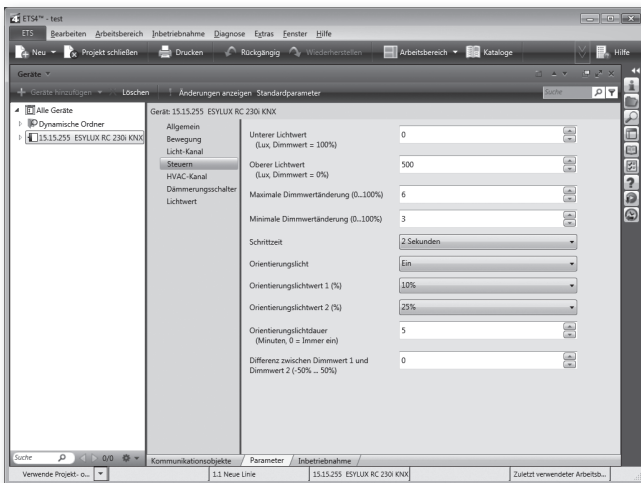 ETS4™ - test
ETS Bearbeiten Arbeitsbereich Inbetriebnahme Diagnose Extras Fenster Hilfe
Neu Projekt schließen Drucken Rückgängig Wiederherstellen Arbeitsbereich Kataloge Hilfe
Geräte
Geräte hinzufügen Löschen Änderungen anzeigen Standardparameter Suche
Alle Geräte
Dynamische Ordner
15.15.255 ESYLUX RC 230i KNX
Gerät: 15.15.255 ESYLUX RC 230i KNX
Allgemein
Bewegung
Licht-Kanal
Steuern
HVAC-Kanal
Dämmerungsschalter
Lichtwert
Unterer Lichtwert
(Lux, Dimmwert = 100%)
0
Oberer Lichtwert
(Lux, Dimmwert = 0%)
500
Maximale Dimmwertänderung (0...100%) 6
Minimale Dimmwertänderung (0...100%) 3
Schrittzeit 2 Sekunden
Orientierungslicht Ein
Orientierungslichtwert 1 (%) 10%
Orientierungslichtwert 2 (%) 25%
Orientierungslichtdauer
(Minuten, 0 = Immer ein)
5
Differenz zwischen Dimmwert 1 und
Dimmwert 2 (-50% ... 50%)
0
Suche 0/0
Kommunikationsobjekte Parameter Inbetriebnahme
Verwende Projekt- o... 1.1 Neue Linie 15.15.255 ESYLUX RC 230i KNX Zuletzt verwendeter Arbeitsb...